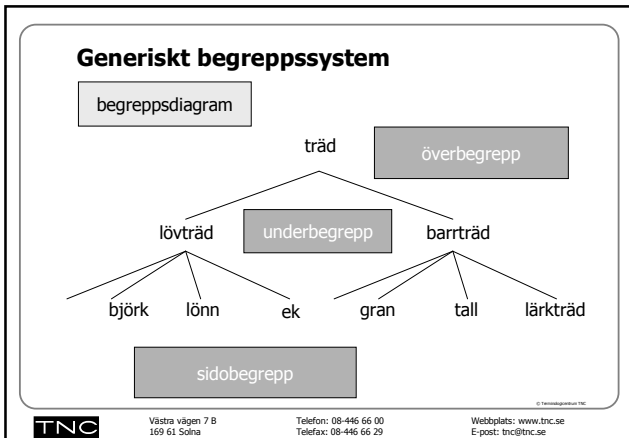 Generiskt begreppssystem
begreppsdiagram
träd
överbegrepp
lövträd underbegrepp barrträd
björk lönn ek gran tall lärkträd
sidobegrepp
© Terminologicentrum TNC
TNC
Västra vägen 7 B Telefon: 08-446 66 00 Webbplats: www.tnc.se
169 61 Solna Telefax: 08-446 66 29 E-post: tnc@tnc.se